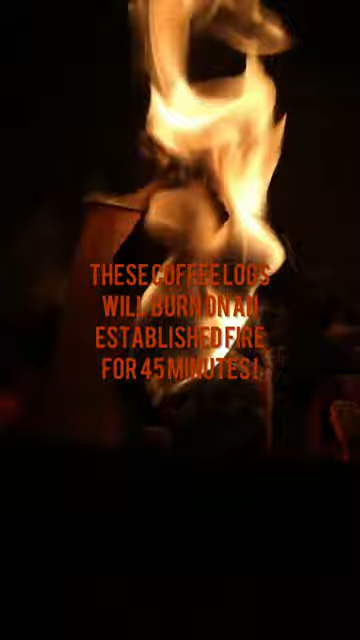 THESE COFFEE LOGS
WILL BURN ON AN
ESTABLISHED FIRE
FOR 45 MINUTES!